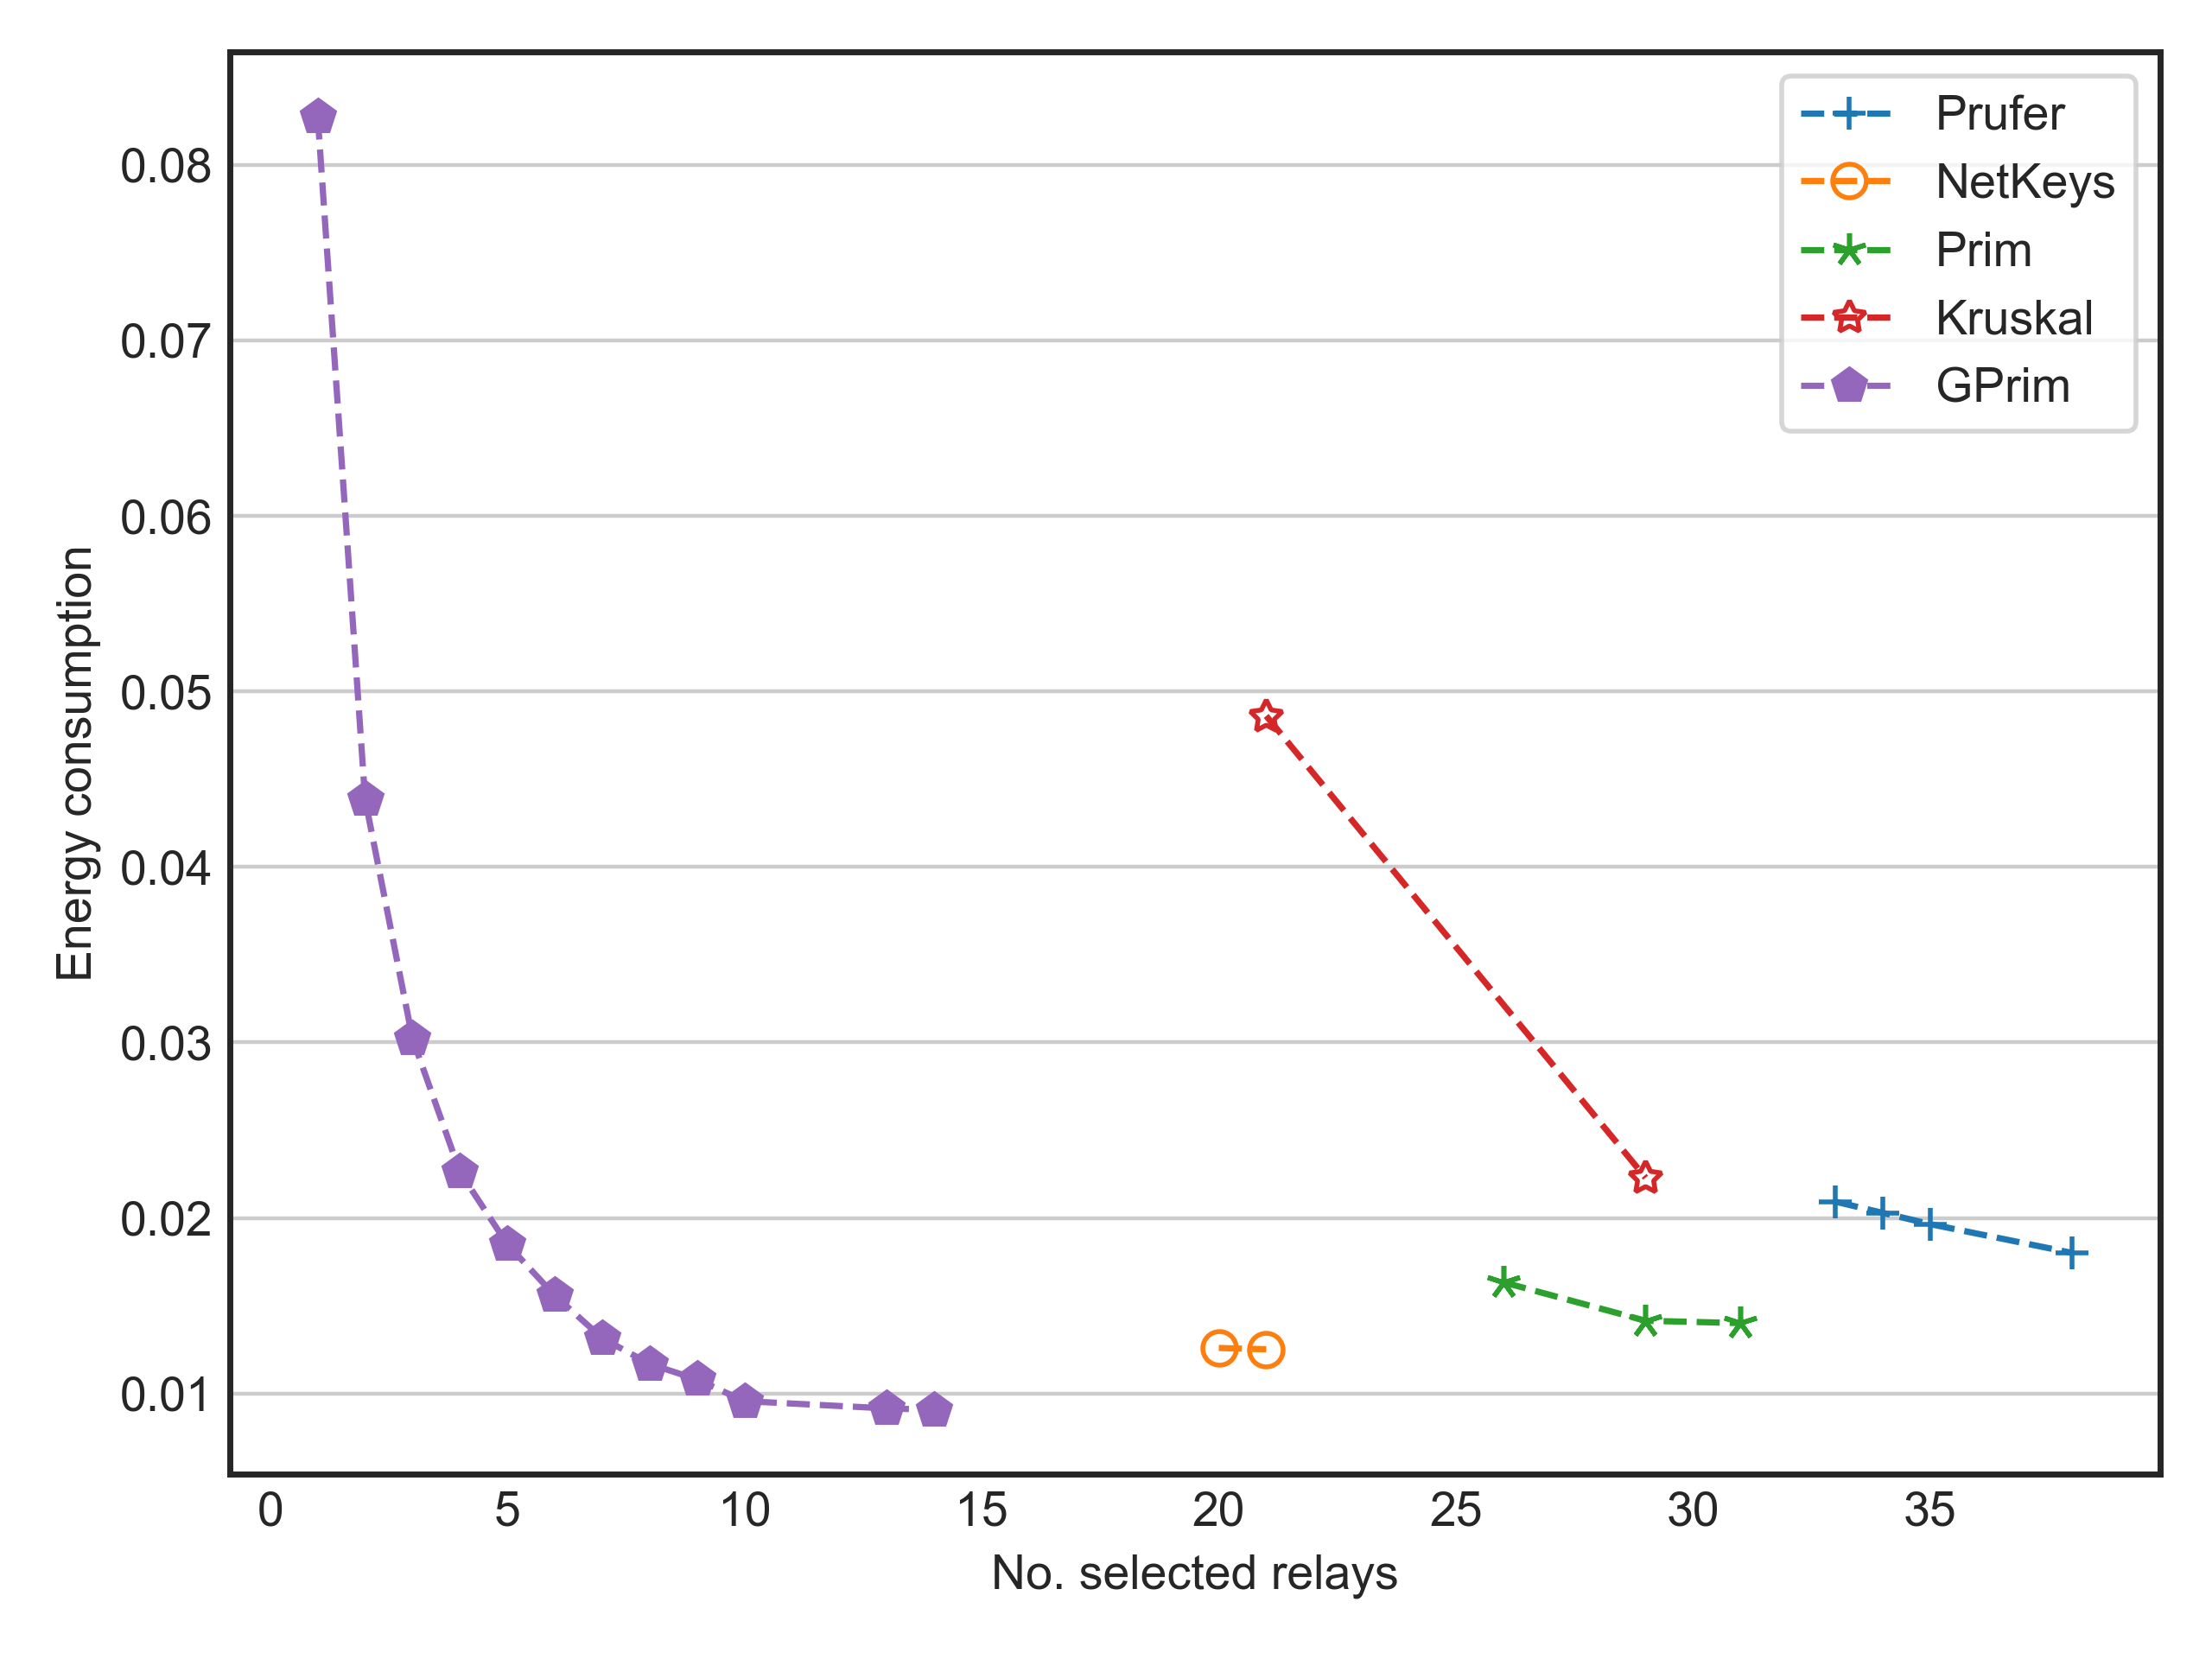 Energy consumption
0.08
0.07
0.06
0.05
0.04
0.03
0.02
0.01
Prufer
NetKeys
Prim
Kruskal
GPrim
0 5 10 15 20 25 30 35
No. selected relays